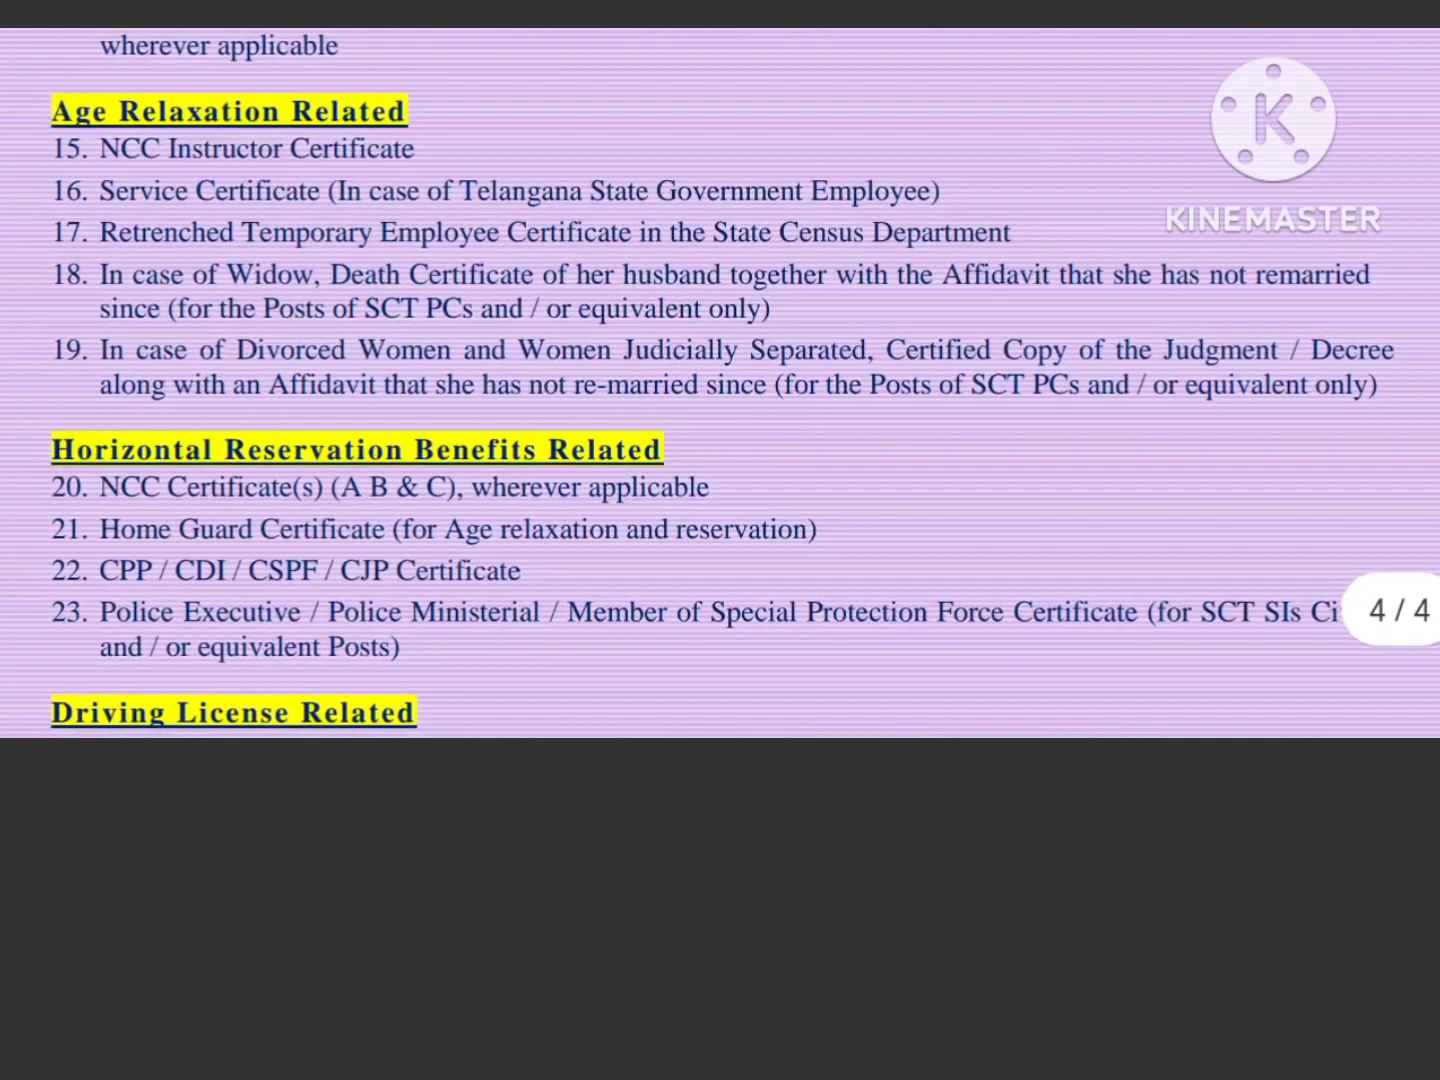 wherever applicable
Age Relaxation Related
15. NCC Instructor Certificate
16. Service Certificate (In case of Telangana State Government Employee)
17. Retrenched Temporary Employee Certificate in the State Census Department
18. In case of Widow, Death Certificate of her husband together with the Affidavit that she has not remarried
since (for the Posts of SCT PCs and / or equivalent only)
19. In case of Divorced Women and Women Judicially Separated, Certified Copy of the Judgment / Decree
along with an Affidavit that she has not re-married since (for the Posts of SCT PCs and / or equivalent only)
Horizontal Reservation Benefits Related
20. NCC Certificate(s) (A B & C), wherever applicable
21. Home Guard Certificate (for Age relaxation and reservation)
22. CPP / CDI / CSPF / CJP Certificate
23. Police Executive / Police Ministerial / Member of Special Protection Force Certificate (for SCT SIs
and / or equivalent Posts)
Driving License Related
K
KINEMASTER
4 / 4